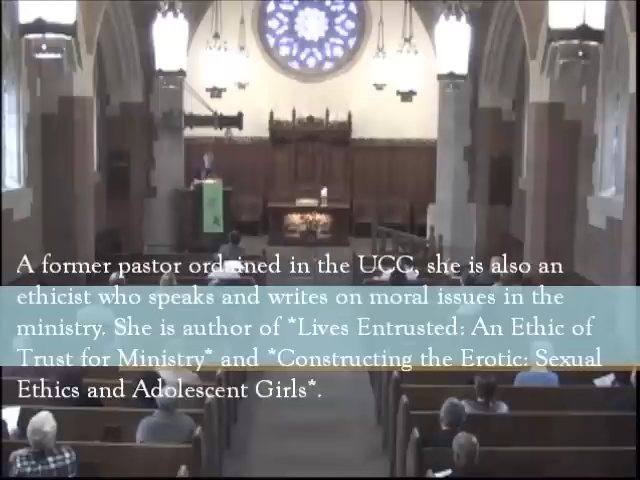 A former pastor ordained in the UCC, she is also an
ethicist who speaks and writes on moral issues in the
ministry. She is author of *Lives Entrusted: An Ethic of
Trust for Ministry* and *Constructing the Erotic: Sexual
Ethics and Adolescent Girls*.